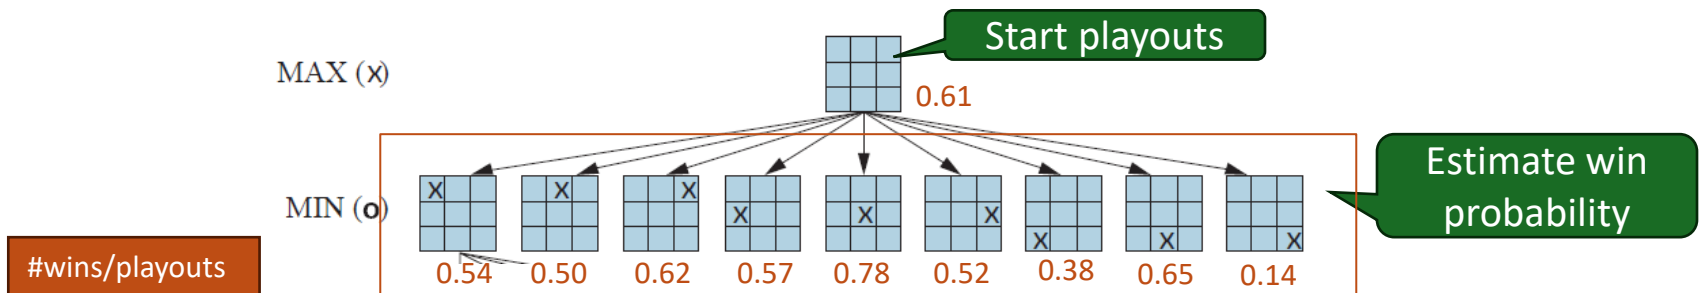 Start playouts
MAX (x)
0.61
Estimate win
probability
x x x x x x x x x
MIN (o)
#wins/playouts
0.54 0.50 0.62 0.57 0.78 0.52 0.38 0.65 0.14